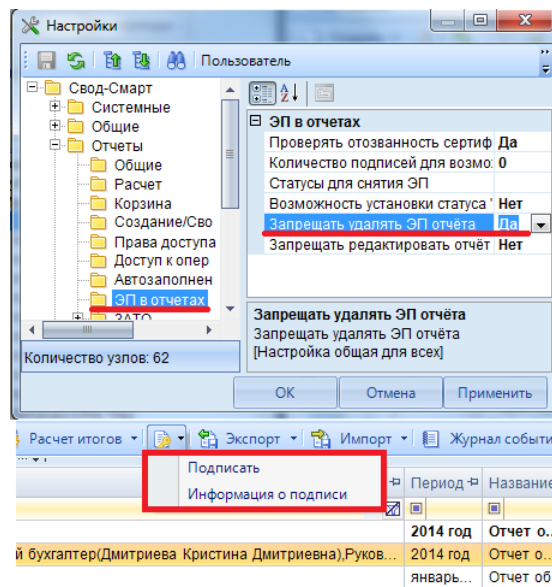 Настройки
Пользователь
Свод-Смарт
Системные
Общие
Отчеты
Общие
Расчет
Корзина
Создание/Сво
Права доступа
Доступ к опер
Автозаполнен
ЭП в отчетах
ЗАТО
Количество узлов: 62
ЭП в отчетах
Проверять отозванность сертиф Да
Количество подписей для возмо: 0
Статусы для снятия ЭП
Возможность установки статуса ' Нет
Запрещать удалять ЭП отчёта Да
Запрещать редактировать отчёт Нет
Запрещать удалять ЭП отчёта
Запрещать удалять ЭП отчёта
[Настройка общая для всех]
ОК Отмена Применить
Расчет итогов Экспорт Импорт Журнал событи
Подписать
Информация о подписи
Период Название
2014 год Отчет о..
й бухгалтер(Дмитриева Кристина Дмитриевна),Руков... 2014 год Отчет о..
январь... Отчет об